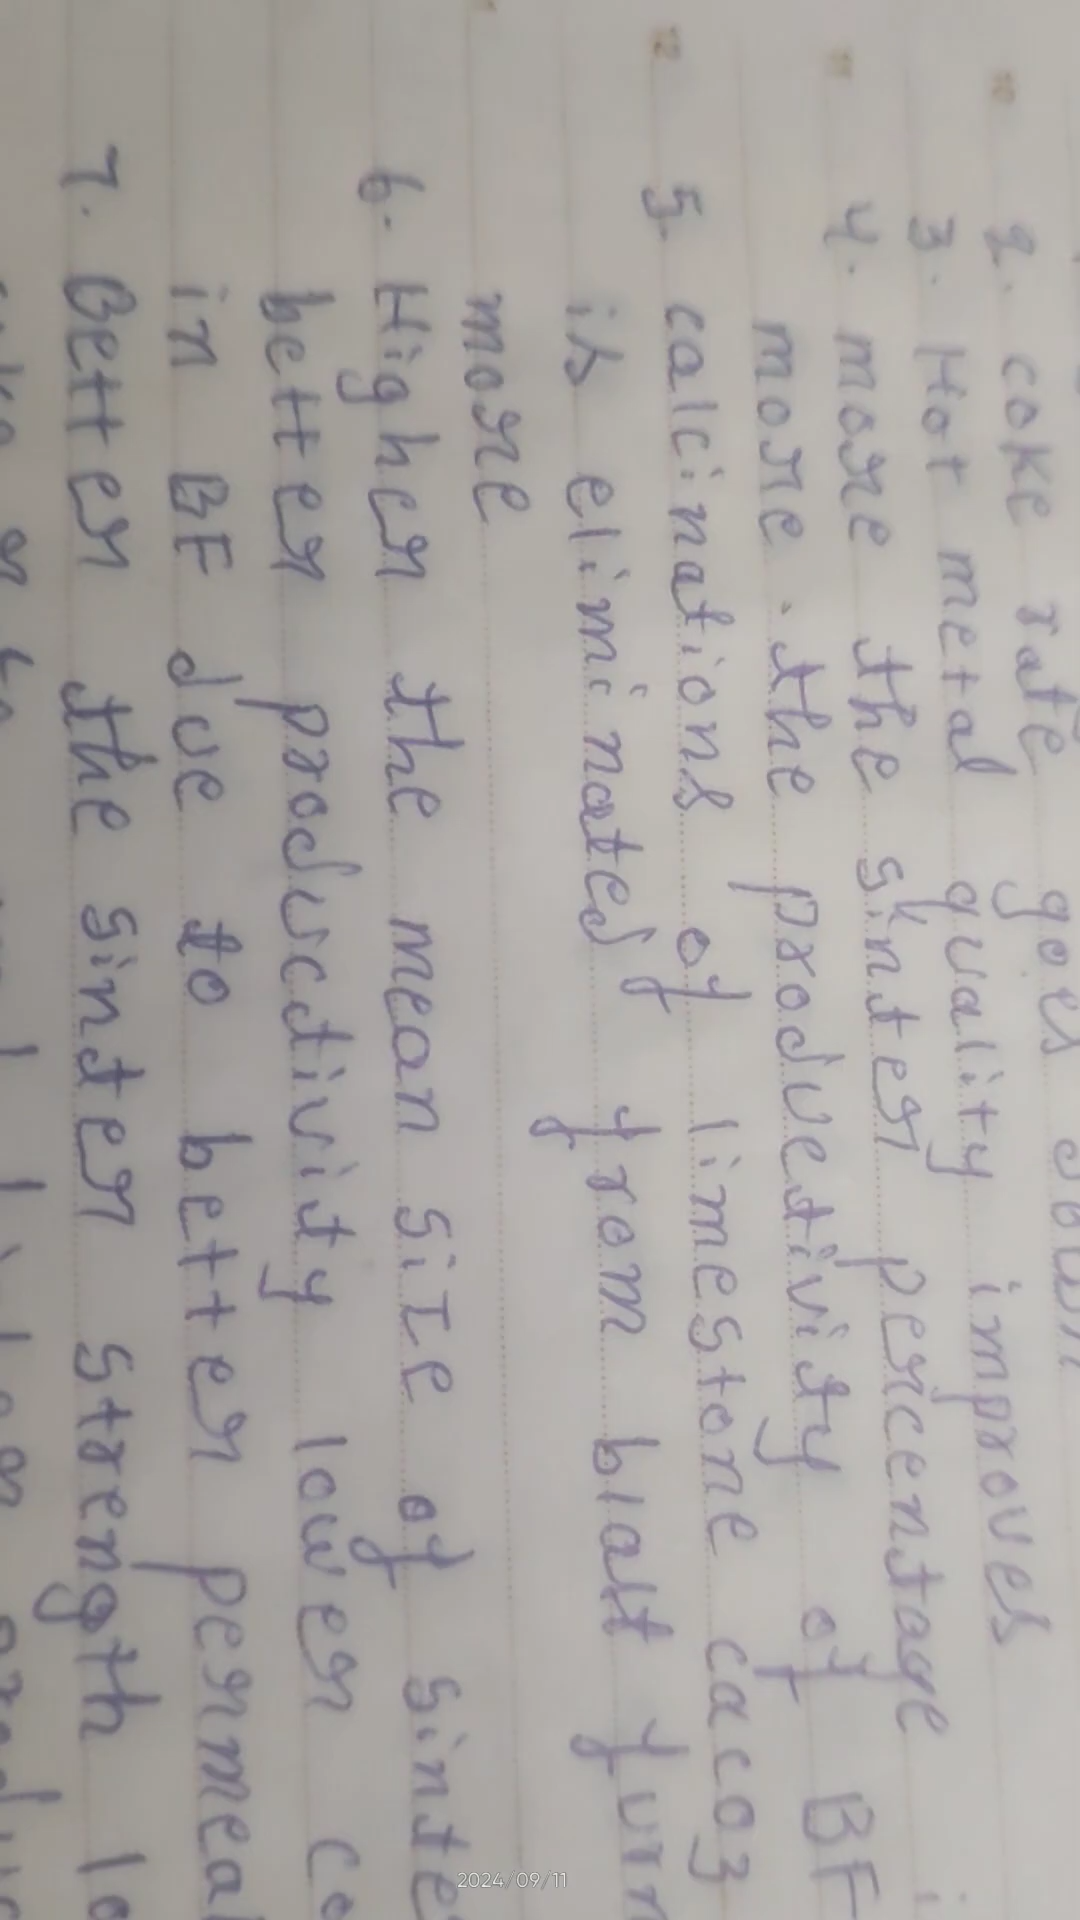 2. coke rate goes down
3. Hot metal quality improves
4. more the sinter percentage
more. the productivity of BF
5. calcinations of limestone caco3
is eliminated from blast furn
more
6. Higher the mean size of sinte
better productivity lower co
in BF due to better permea
7. Better the sinter strength lo
2024/09/11